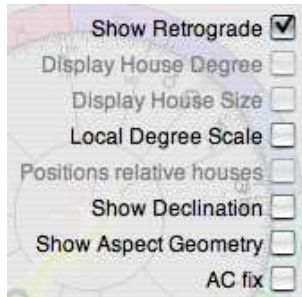 Show Retrograde
Display House Degree
Display House Size
Local Degree Scale
Positions relative houses
Show Declination
Show Aspect Geometry
AC fix